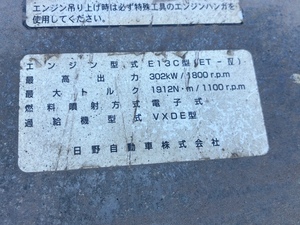 エンジン吊り上げ時は必ず特殊工具のエンジンハンガを
使用してください。
エンジン型式 E13C型(ET-Ⅳ)
最高出力 302kW/1800r.p.m
最大トルク 1912N・m/1100r.p.m
燃料噴射方式 電子式
過給機型式 VXDE型
日野自動車株式会社